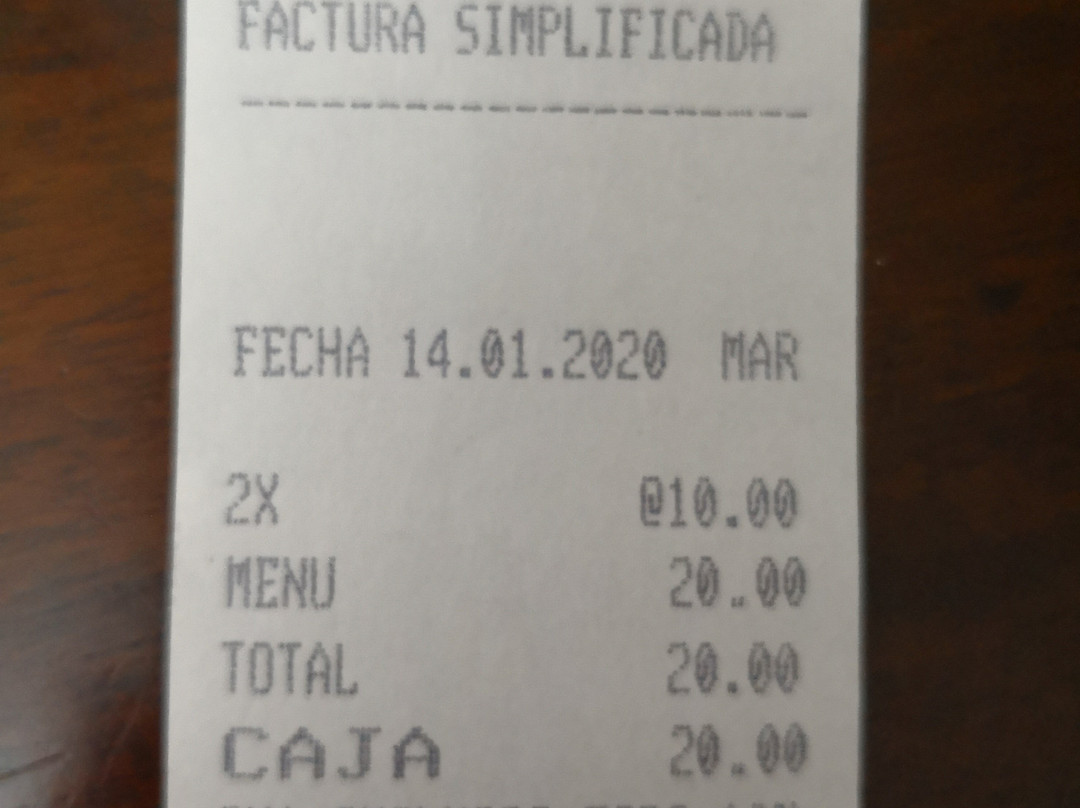 FACTURA SIMPLIFICADA
--------------------
FECHA 14.01.2020 MAR
2X @10.00
MENU 20.00
TOTAL 20.00
CAJA 20.00